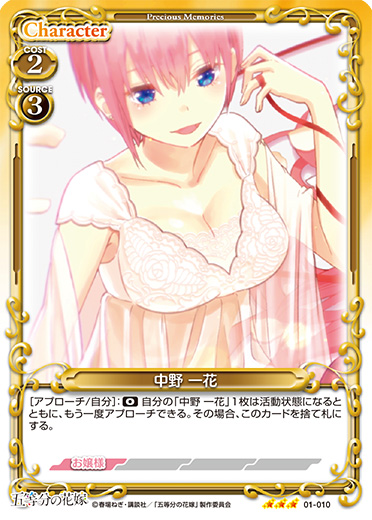 Precious Memories
Character
COST
2
SOURCE
3
中野 一花
[アプローチ/自分]:自分の「中野 一花」1枚は活動状態になると
ともに、もう一度アプローチできる。その場合、このカードを捨て札に
する。
お嬢様
五等分の花嫁
©春場ねぎ・講談社／「五等分の花嫁」製作委員会
★★★ 01-010